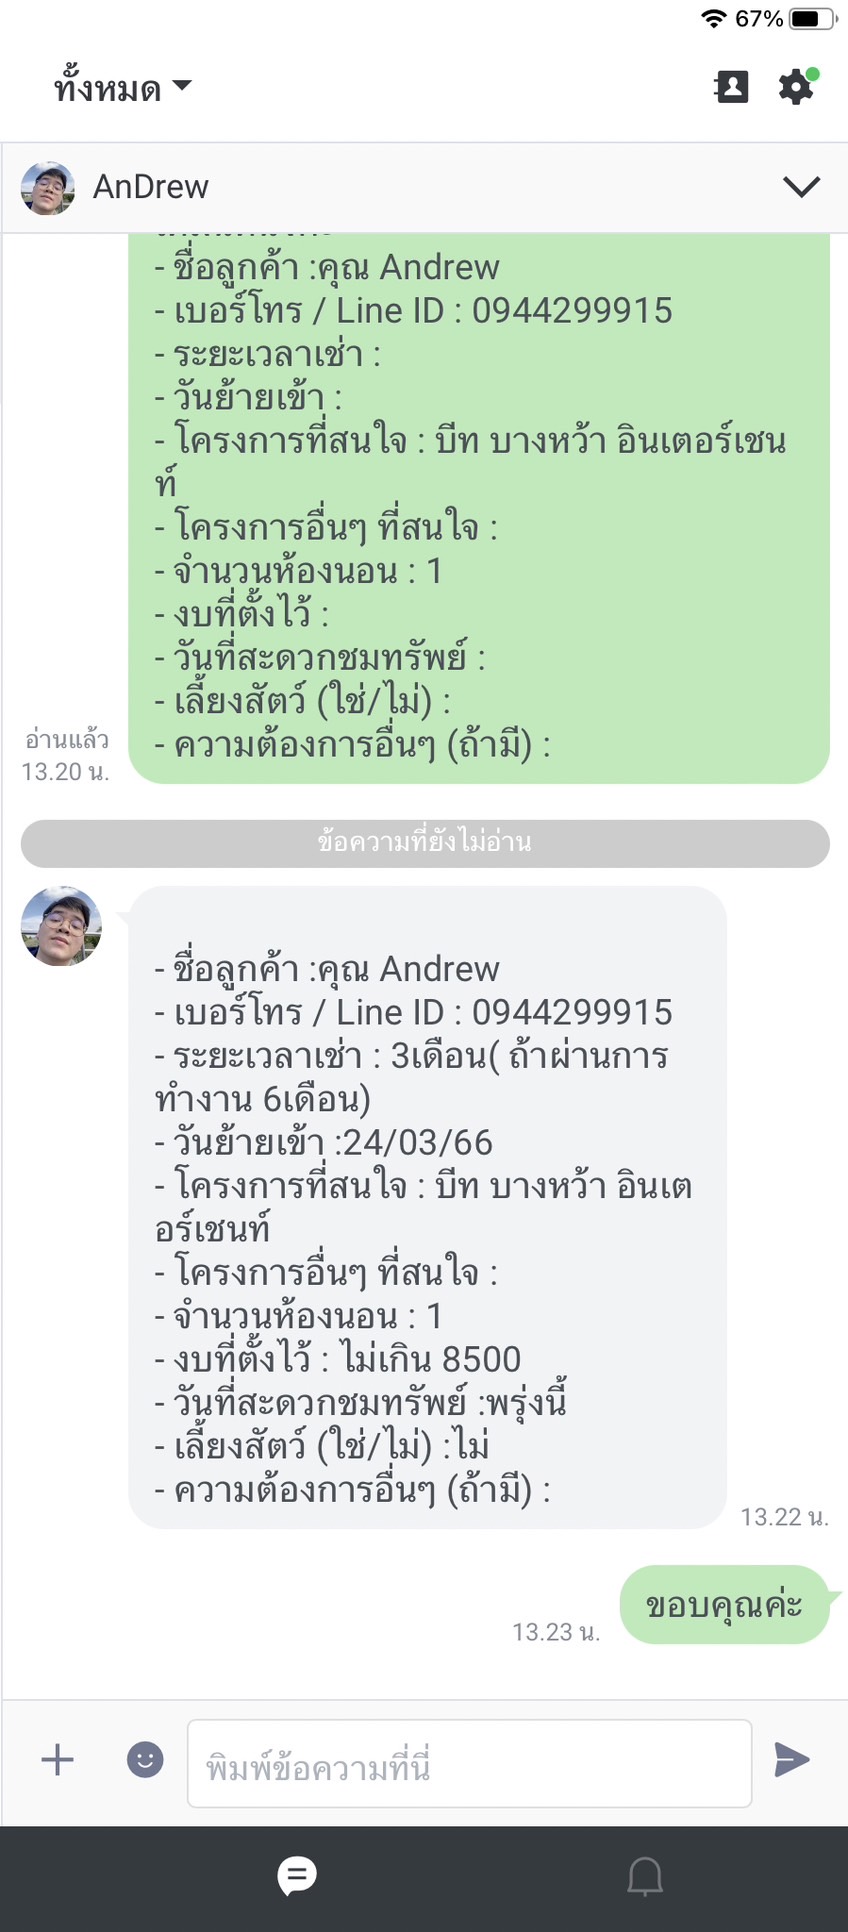 67%
ทั้งหมด
AnDrew
- ชื่อลูกค้า :คุณ Andrew
- เบอร์โทร / Line ID : 0944299915
- ระยะเวลาเช่า :
- วันย้ายเข้า :
- โครงการที่สนใจ : บีท บางหว้า อินเตอร์เชน
ท์
- โครงการอื่นๆ ที่สนใจ :
- จำนวนห้องนอน : 1
- งบที่ตั้งไว้ :
- วันที่สะดวกชมทรัพย์ :
- เลี้ยงสัตว์ (ใช่/ไม่) :
- ความต้องการอื่นๆ (ถ้ามี) :
อ่านแล้ว
13.20 น.
ข้อความที่ยังไม่อ่าน
- ชื่อลูกค้า :คุณ Andrew
- เบอร์โทร / Line ID : 0944299915
- ระยะเวลาเช่า : 3เดือน( ถ้าผ่านการ
ทำงาน 6เดือน)
- วันย้ายเข้า :24/03/66
- โครงการที่สนใจ : บีท บางหว้า อินเต
อร์เชนท์
- โครงการอื่นๆ ที่สนใจ :
- จำนวนห้องนอน : 1
- งบที่ตั้งไว้ : ไม่เกิน 8500
- วันที่สะดวกชมทรัพย์ :พรุ่งนี้
- เลี้ยงสัตว์ (ใช่/ไม่) :ไม่
- ความต้องการอื่นๆ (ถ้ามี) :
13.22 น.
ขอบคุณค่ะ
13.23 น.
พิมพ์ข้อความที่นี่